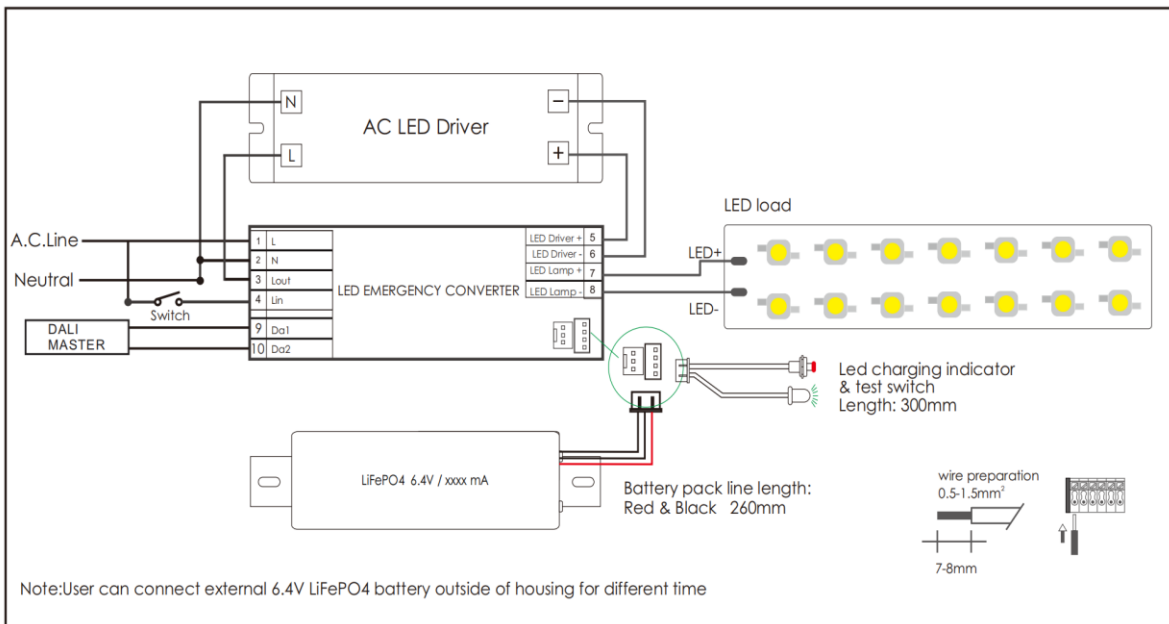 N
AC LED Driver
L
−
+
A.C.Line
Neutral
Switch
DALI
MASTER
1 L
2 N
3 Lout
4 Lin
9 Da1
10 Da2
LED EMERGENCY CONVERTER
LED Driver + 5
LED Driver - 6
LED Lamp + 7
LED Lamp - 8
LED load
LED+
LED-
Led charging indicator
& test switch
Length: 300mm
LiFePO4 6.4V / xxxx mA
Battery pack line length:
Red & Black 260mm
wire preparation
0.5-1.5mm²
7-8mm
Note:User can connect external 6.4V LiFePO4 battery outside of housing for different time